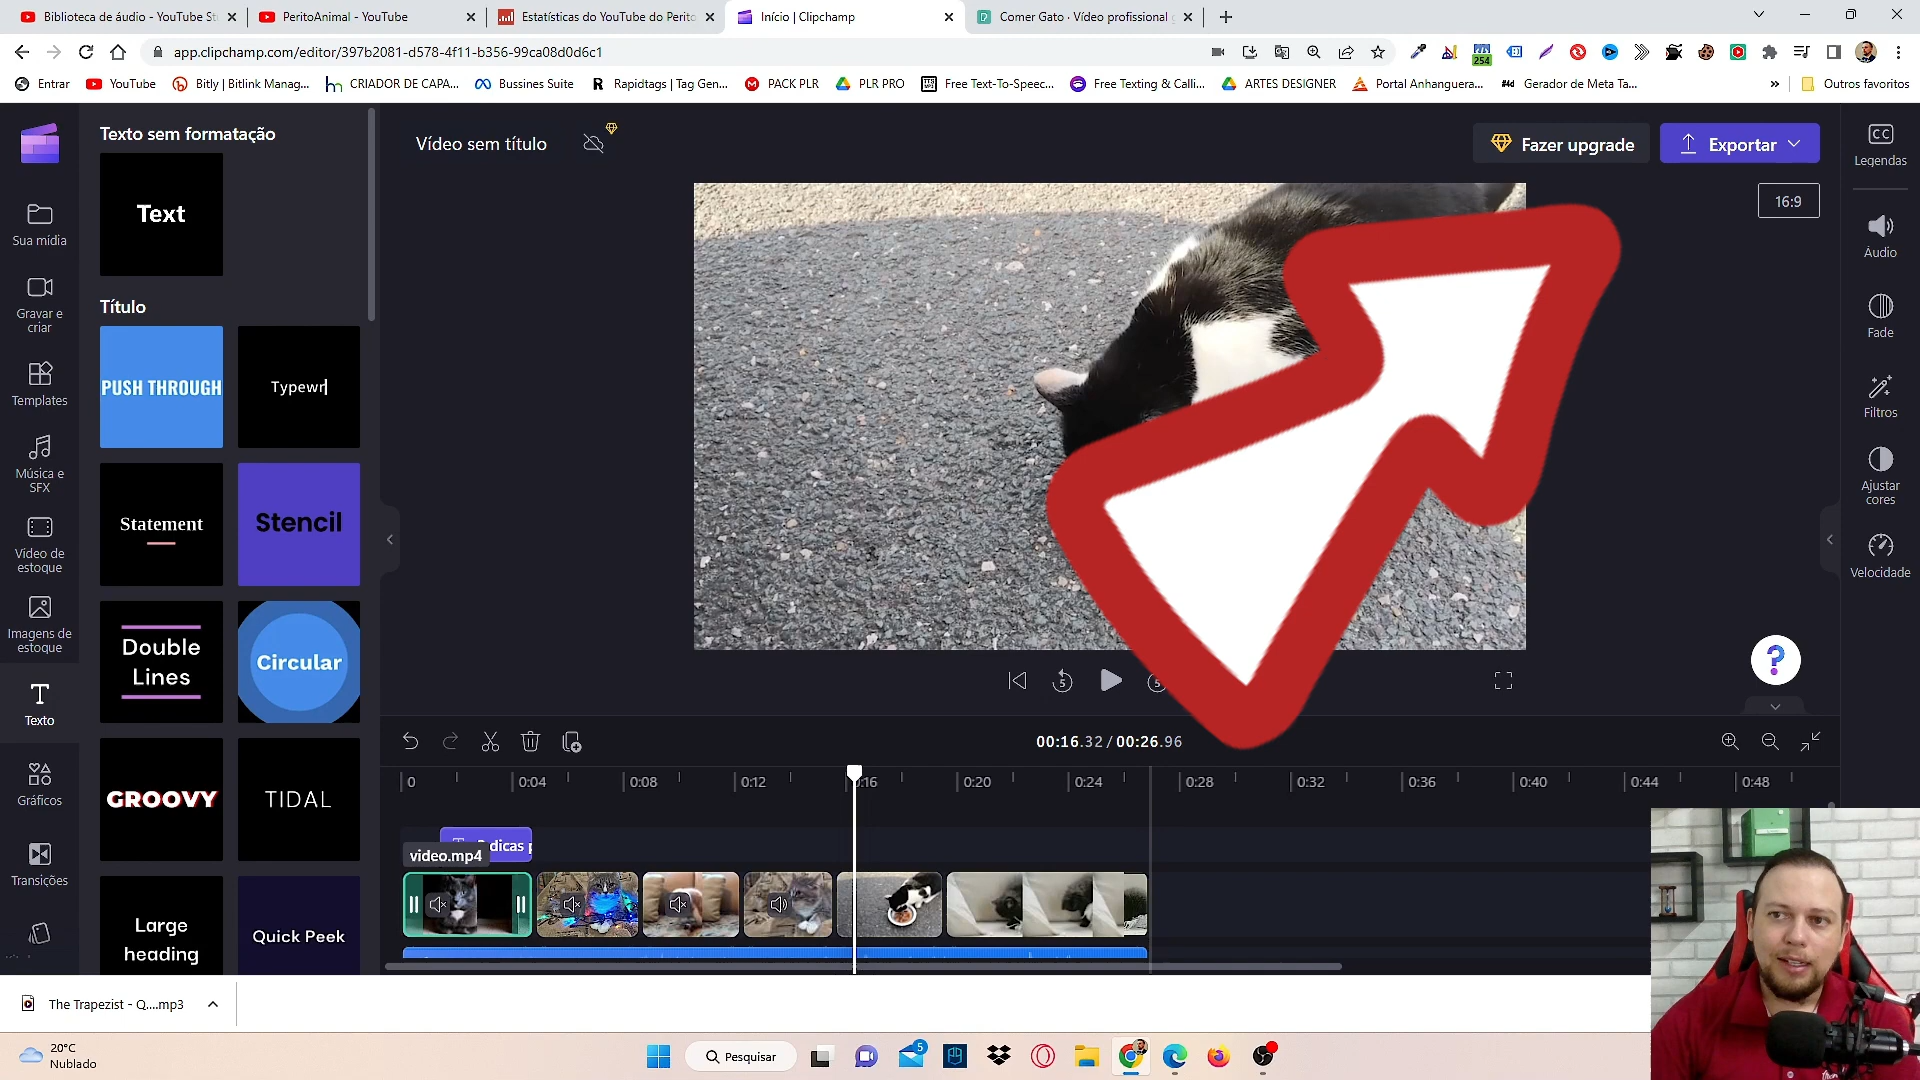 Biblioteca de áudio - YouTube St
PeritoAnimal - YouTube
Estatísticas do YouTube do Perito
Início | Clipchamp
Comer Gato · Vídeo profissional
app.clipchamp.com/editor/397b2081-d578-4f11-b356-99ca08d0d6c1
254
Entrar
YouTube
Bitly | Bitlink Manag...
CRIADOR DE CAPA...
Bussines Suite
Rapidtags | Tag Gen...
PACK PLR
PLR PRO
Free Text-To-Speec...
Free Texting & Calli...
ARTES DESIGNER
Portal Anhanguera...
Gerador de Meta Ta...
»
Outros favoritos
Texto sem formatação
Vídeo sem título
Fazer upgrade
Exportar
CC
Legendas
16:9
Text
Sua mídia
Áudio
Título
Gravar e
criar
Fade
PUSH THROUGH
Typewr
Templates
Filtros
Música e
SFX
Statement
Stencil
Ajustar
cores
Vídeo de
estoque
Velocidade
Imagens de
estoque
Double
Lines
Circular
?
5
5
T
Texto
00:16.32 / 00:26.96
0
0:04
0:08
0:12
0:16
0:20
0:24
0:28
0:32
0:36
0:40
0:44
0:48
Gráficos
GROOVY
TIDAL
dicas
video.mp4
Transições
Large
heading
Quick Peek
The Trapezist - Q....mp3
20°C
Nublado
Pesquisar
5